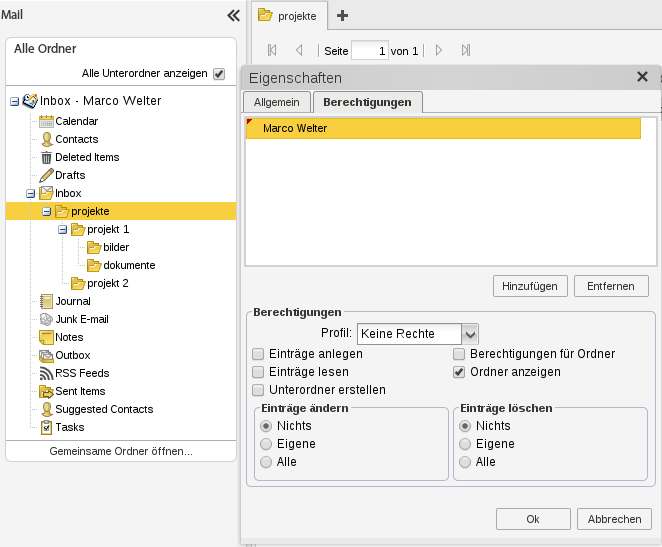 Mail
Alle Ordner
Alle Unterordner anzeigen
Inbox - Marco Welter
Calendar
Contacts
Deleted Items
Drafts
Inbox
projekte
projekt 1
bilder
dokumente
projekt 2
Journal
Junk E-mail
Notes
Outbox
RSS Feeds
Sent Items
Suggested Contacts
Tasks
Gemeinsame Ordner öffnen...
projekte
Seite 1 von 1
Eigenschaften
Allgemein Berechtigungen
Marco Welter
Hinzufügen Entfernen
Berechtigungen
Profil: Keine Rechte
Einträge anlegen Berechtigungen für Ordner
Einträge lesen Ordner anzeigen
Unterordner erstellen
Einträge ändern Einträge löschen
Nichts Nichts
Eigene Eigene
Alle Alle
Ok Abbrechen